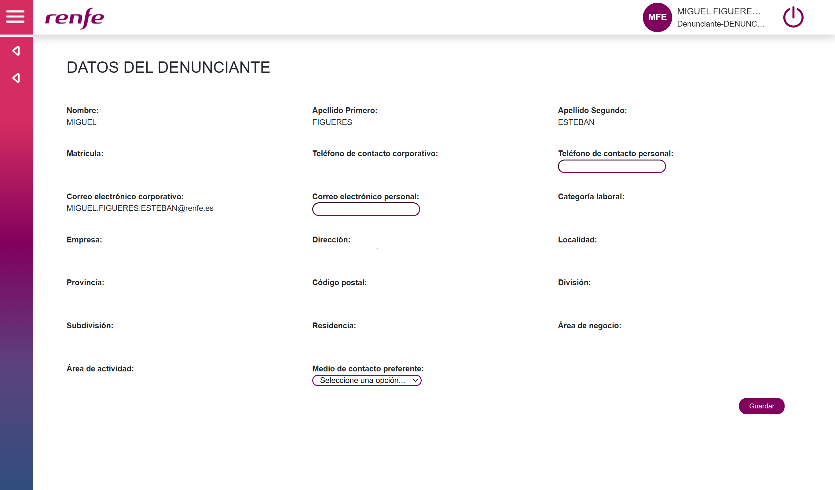 renfe
MFE
MIGUEL FIGUERE...
Denunciante-DENUNC...
DATOS DEL DENUNCIANTE
Nombre:
MIGUEL
Apellido Primero:
FIGUERES
Apellido Segundo:
ESTEBAN
Matrícula:
Teléfono de contacto corporativo:
Teléfono de contacto personal:
Correo electrónico corporativo:
MIGUEL.FIGUERES.ESTEBAN@renfe.es
Correo electrónico personal:
Categoría laboral:
Empresa:
Dirección:
Localidad:
Provincia:
Código postal:
División:
Subdivisión:
Residencia:
Área de negocio:
Área de actividad:
Medio de contacto preferente:
Seleccione una opción...
Guardar